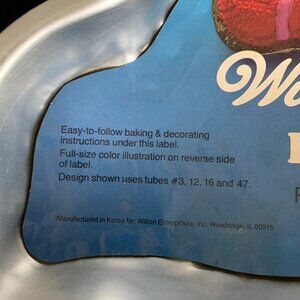 Easy-to-follow baking & decorating
instructions under this label.
Full-size color illustration on reverse side
of label.
Design shown uses tubes #3, 12, 16 and 47.
Manufactured in Korea for: Wilton Enterprises, Inc. Woodridge, IL 60515